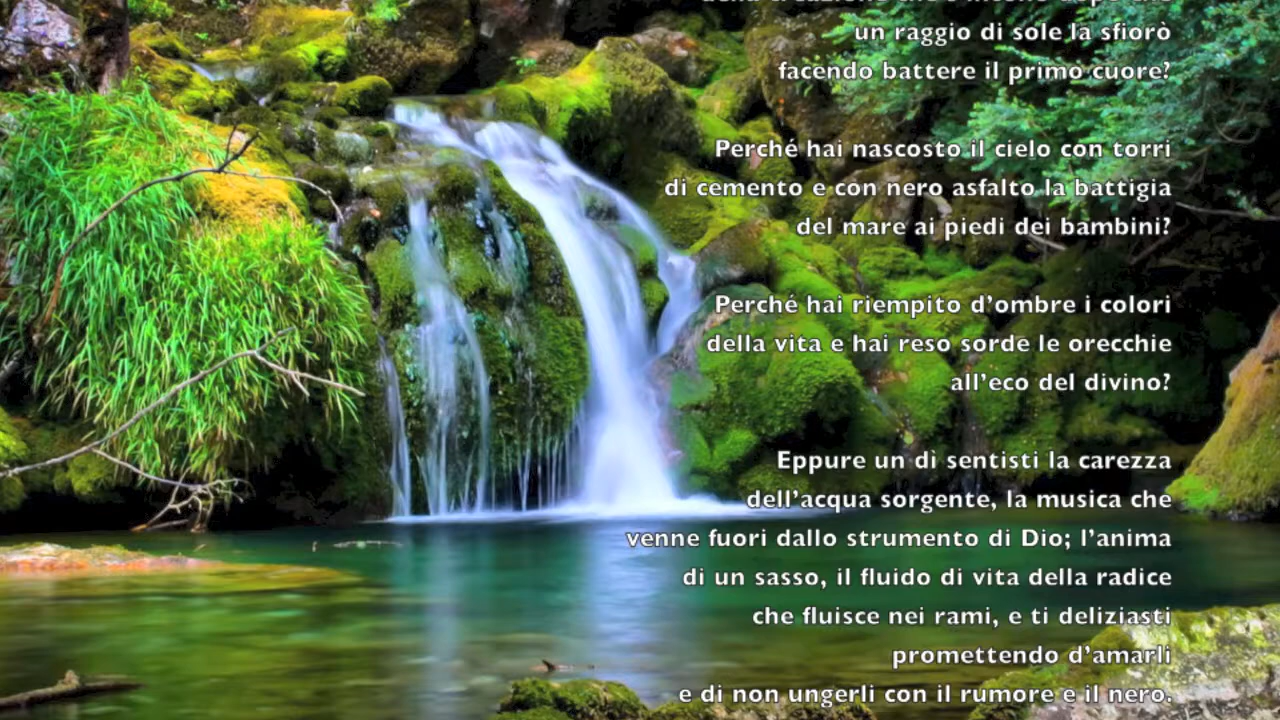 un raggio di sole la sfiorò
facendo battere il primo cuore?
Perché hai nascosto il cielo con torri
di cemento e con nero asfalto la battigia
del mare ai piedi dei bambini?
Perché hai riempito d’ombre i colori
della vita e hai reso sorde le orecchie
all’eco del divino?
Eppure un di sentisti la carezza
dell’acqua sorgente, la musica che
venne fuori dallo strumento di Dio; l’anima
di un sasso, il fluido di vita della radice
che fluisce nei rami, e ti deliziasti
promettendo d’amarli
e di non ungerli con il rumore e il nero.